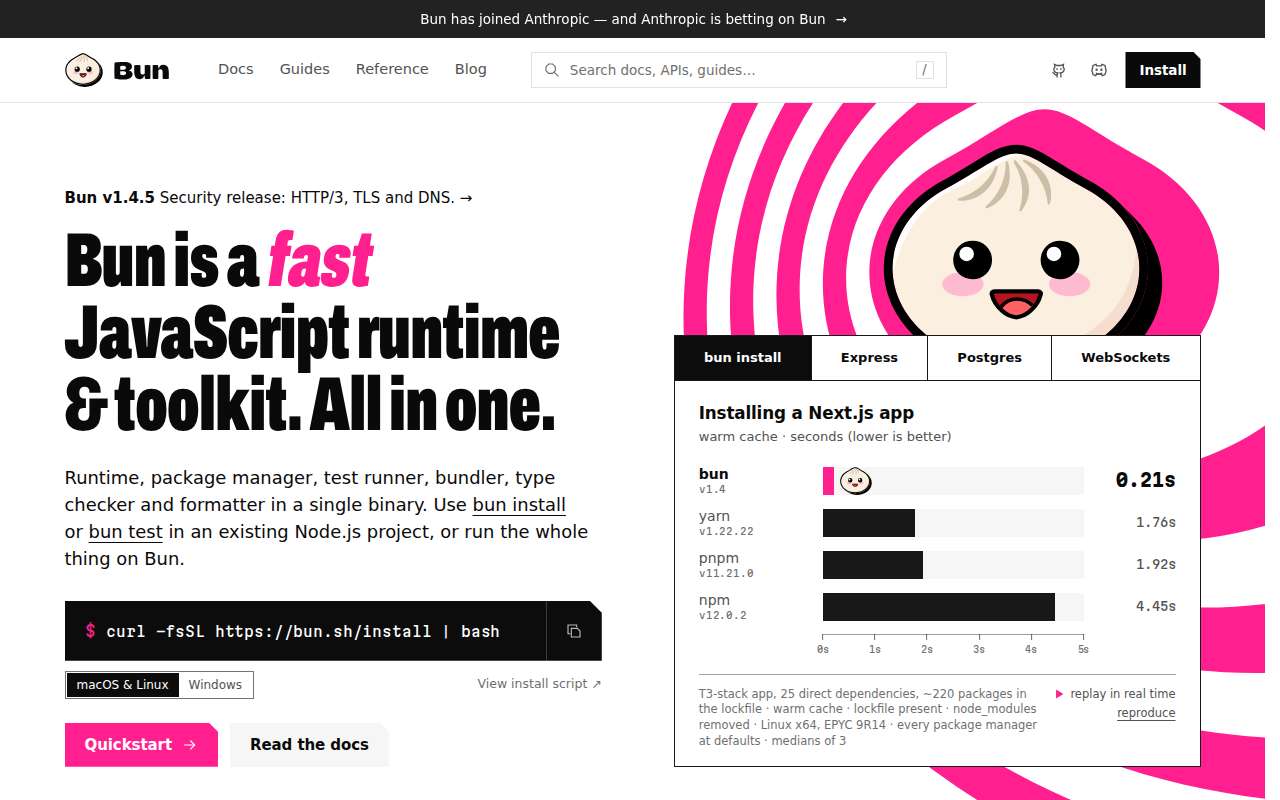 Bun has joined Anthropic — and Anthropic is betting on Bun →
Bun
Docs Guides Reference Blog
Search docs, APIs, guides... /
Install
Bun v1.4.5 Security release: HTTP/3, TLS and DNS. →
Bun is a fast
JavaScript runtime
& toolkit. All in one.
Runtime, package manager, test runner, bundler, type
checker and formatter in a single binary. Use bun install
or bun test in an existing Node.js project, or run the whole
thing on Bun.
$ curl -fsSL https://bun.sh/install | bash
macOS & Linux Windows
View install script ↗
Quickstart →
Read the docs
bun install Express Postgres WebSockets
Installing a Next.js app
warm cache · seconds (lower is better)
bun
v1.4
0.21s
yarn
v1.22.22
1.76s
pnpm
v11.21.0
1.92s
npm
v12.0.2
4.45s
0s 1s 2s 3s 4s 5s
T3-stack app, 25 direct dependencies, ~220 packages in
the lockfile · warm cache · lockfile present · node_modules
removed · Linux x64, EPYC 9R14 · every package manager
at defaults · medians of 3
▶ replay in real time
reproduce